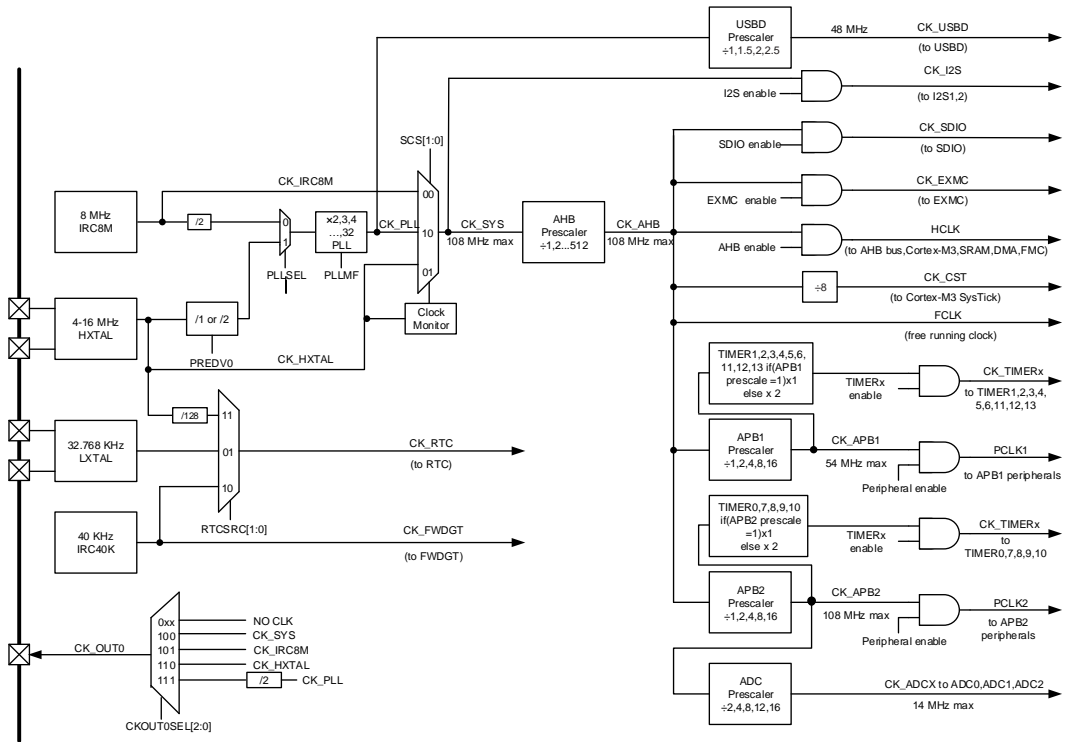 USBD
Prescaler
÷1,1.5,2,2.5
48 MHz
CK_USBD
(to USBD)
I2S enable
CK_I2S
(to I2S1,2)
SDIO enable
CK_SDIO
(to SDIO)
EXMC enable
CK_EXMC
(to EXMC)
AHB enable
HCLK
(to AHB bus,Cortex-M3,SRAM,DMA,FMC)
÷8
CK_CST
(to Cortex-M3 SysTick)
FCLK
(free running clock)
SCS[1:0]
CK_IRC8M
8 MHz
IRC8M
/2
0
1
PLLSEL
×2,3,4
…,32
PLL
PLLMF
CK_PLL
00
10
01
CK_SYS
108 MHz max
AHB
Prescaler
÷1,2...512
CK_AHB
108 MHz max
Clock
Monitor
4-16 MHz
HXTAL
/1 or /2
PREDV0
CK_HXTAL
/128
11
01
10
32.768 KHz
LXTAL
CK_RTC
(to RTC)
RTCSRC[1:0]
40 KHz
IRC40K
CK_FWDGT
(to FWDGT)
TIMER1,2,3,4,5,6,
11,12,13 if(APB1
prescale =1)x1
else x 2
TIMERx
enable
CK_TIMERx
to TIMER1,2,3,4,
5,6,11,12,13
APB1
Prescaler
÷1,2,4,8,16
CK_APB1
54 MHz max
Peripheral enable
PCLK1
to APB1 peripherals
TIMER0,7,8,9,10
if(APB2 prescale
=1)x1
else x 2
TIMERx
enable
CK_TIMERx
to
TIMER0,7,8,9,10
APB2
Prescaler
÷1,2,4,8,16
CK_APB2
108 MHz max
Peripheral enable
PCLK2
to APB2
peripherals
ADC
Prescaler
÷2,4,8,12,16
CK_ADCX to ADC0,ADC1,ADC2
14 MHz max
CK_OUT0
0xx
100
101
110
111
NO CLK
CK_SYS
CK_IRC8M
CK_HXTAL
/2
CK_PLL
CKOUT0SEL[2:0]